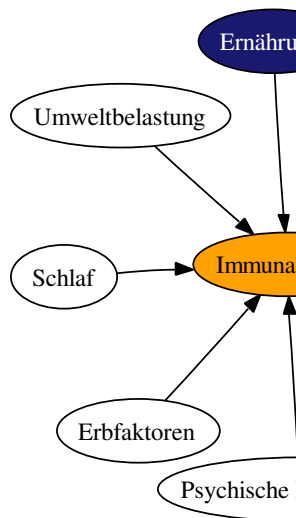 Ernähru
Umweltbelastung
Immuna
Schlaf
Erbfaktoren
Psychische